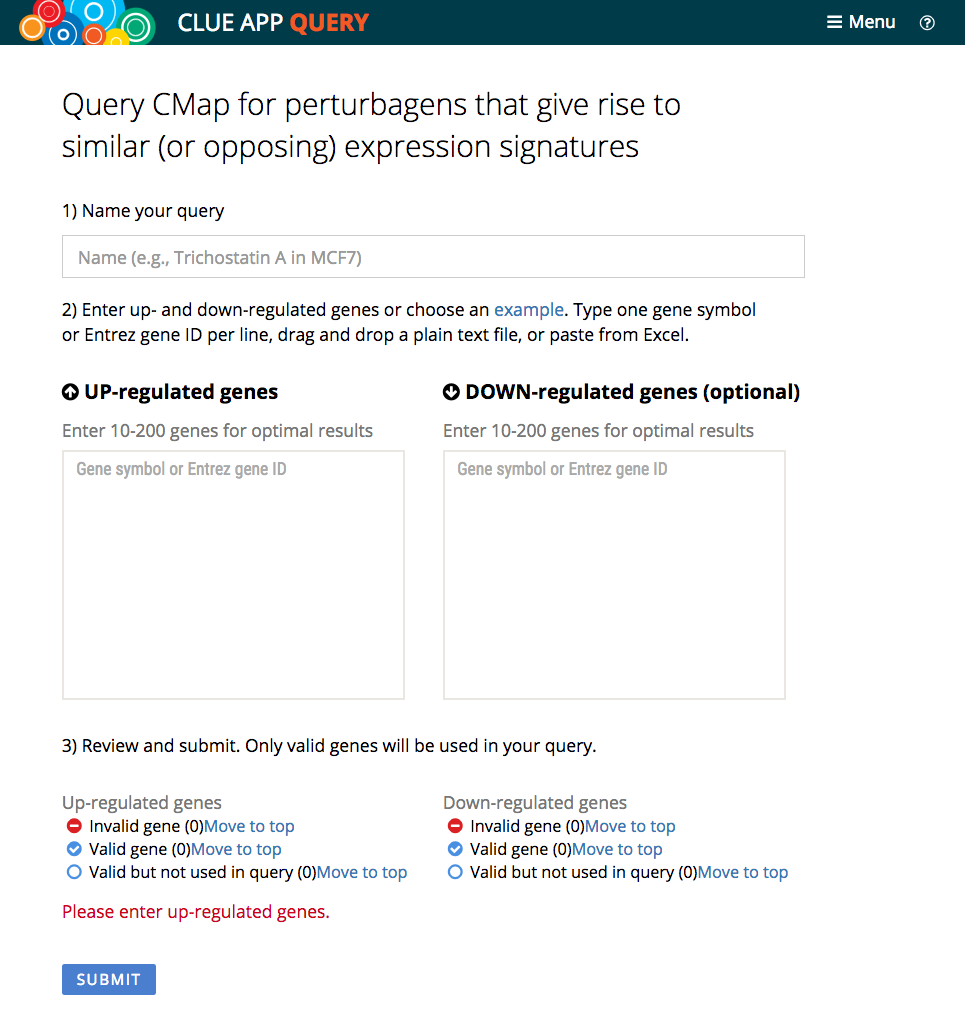 CLUE APP QUERY
Menu
?
Query CMap for perturbagens that give rise to
similar (or opposing) expression signatures
1) Name your query
Name (e.g., Trichostatin A in MCF7)
2) Enter up- and down-regulated genes or choose an example. Type one gene symbol
or Entrez gene ID per line, drag and drop a plain text file, or paste from Excel.
UP-regulated genes
Enter 10-200 genes for optimal results
Gene symbol or Entrez gene ID
DOWN-regulated genes (optional)
Enter 10-200 genes for optimal results
Gene symbol or Entrez gene ID
3) Review and submit. Only valid genes will be used in your query.
Up-regulated genes
Invalid gene (0)Move to top
Valid gene (0)Move to top
Valid but not used in query (0)Move to top
Down-regulated genes
Invalid gene (0)Move to top
Valid gene (0)Move to top
Valid but not used in query (0)Move to top
Please enter up-regulated genes.
SUBMIT